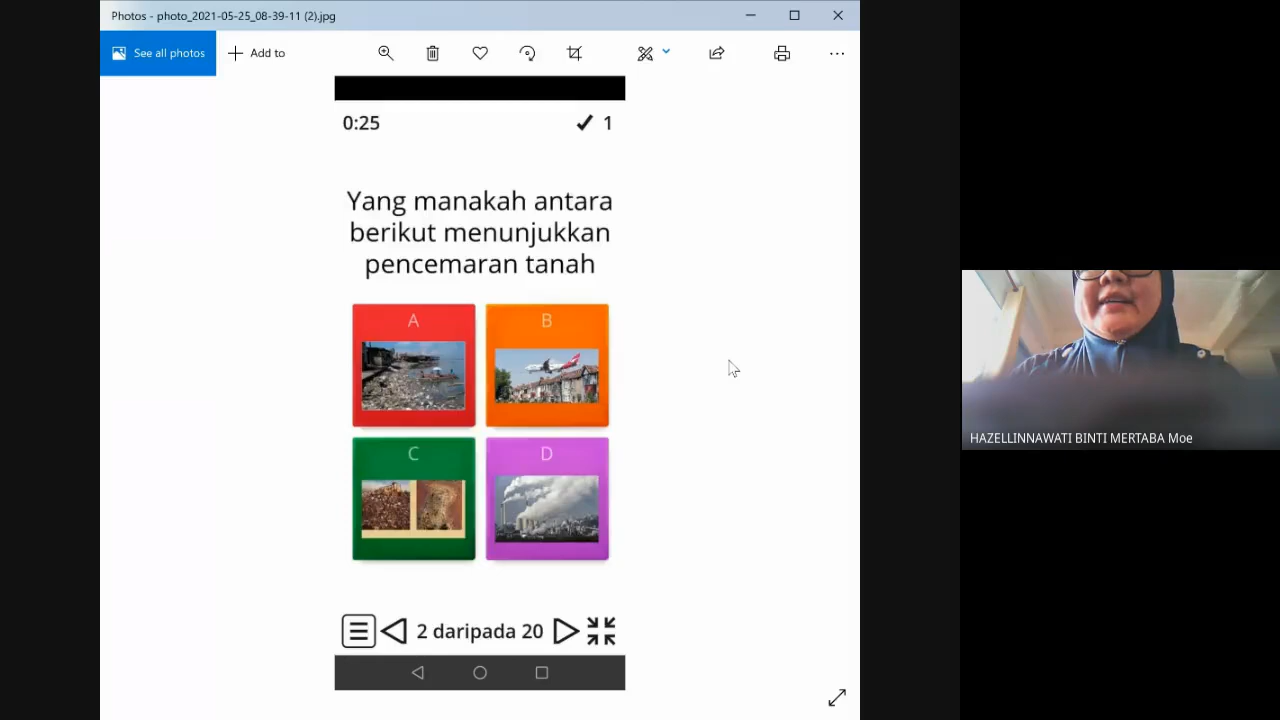 Photos - photo_2021-05-25_08-39-11 (2).jpg
See all photos
Add to
0:25
1
Yang manakah antara
berikut menunjukkan
pencemaran tanah
A
B
C
D
2 daripada 20
HAZELLINNAWATI BINTI MERTABA Moe